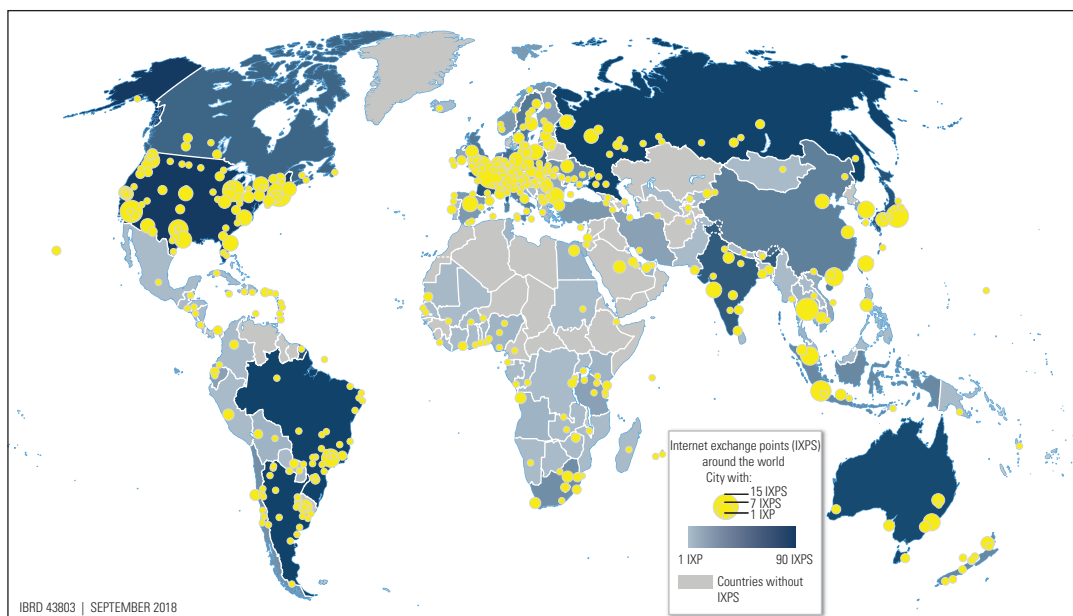 Internet exchange points (IXPS)
around the world
City with:
15 IXPS
7 IXPS
1 IXP
1 IXP 90 IXPS
Countries without
IXPS
IBRD 43803 | SEPTEMBER 2018